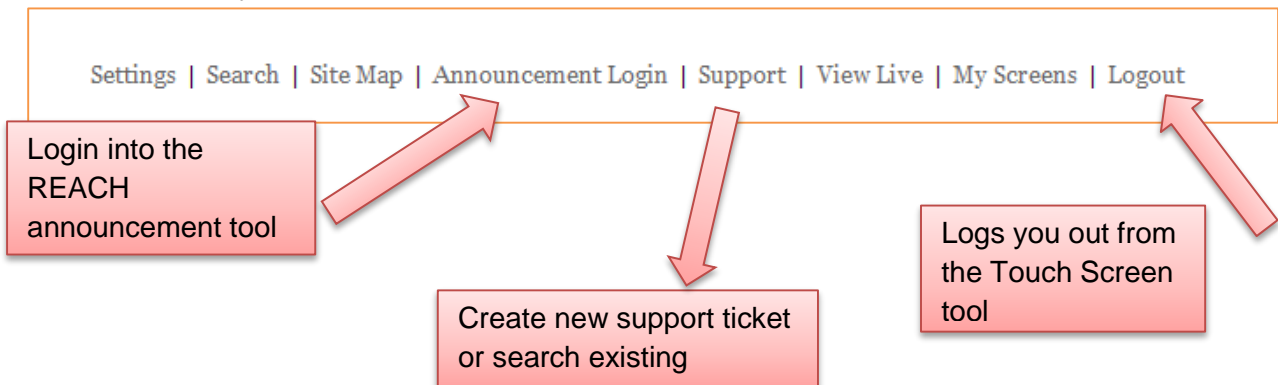 Settings | Search | Site Map | Announcement Login | Support | View Live | My Screens | Logout
Login into the
REACH
announcement tool
Logs you out from
the Touch Screen
tool
Create new support ticket
or search existing